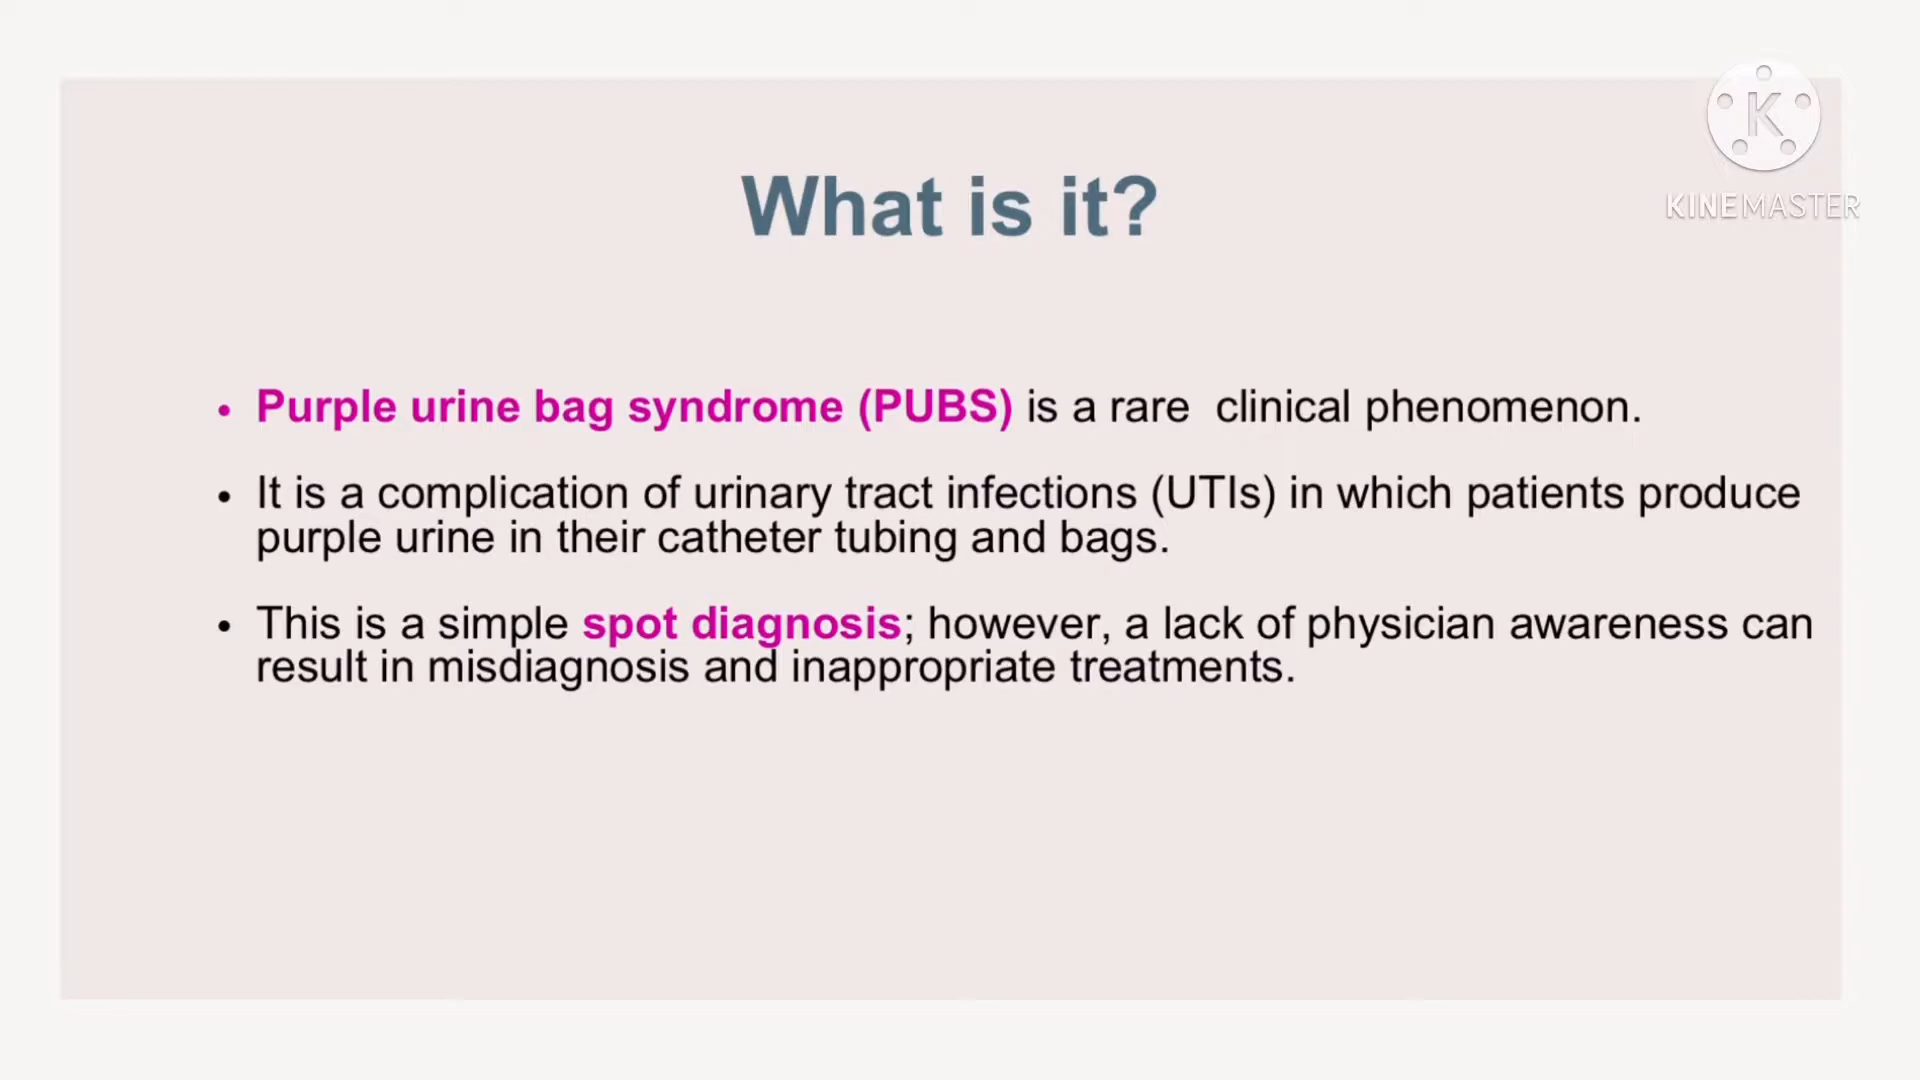 K
KINEMASTER
What is it?
• Purple urine bag syndrome (PUBS) is a rare  clinical phenomenon.
• It is a complication of urinary tract infections (UTIs) in which patients produce
purple urine in their catheter tubing and bags.
• This is a simple spot diagnosis; however, a lack of physician awareness can
result in misdiagnosis and inappropriate treatments.